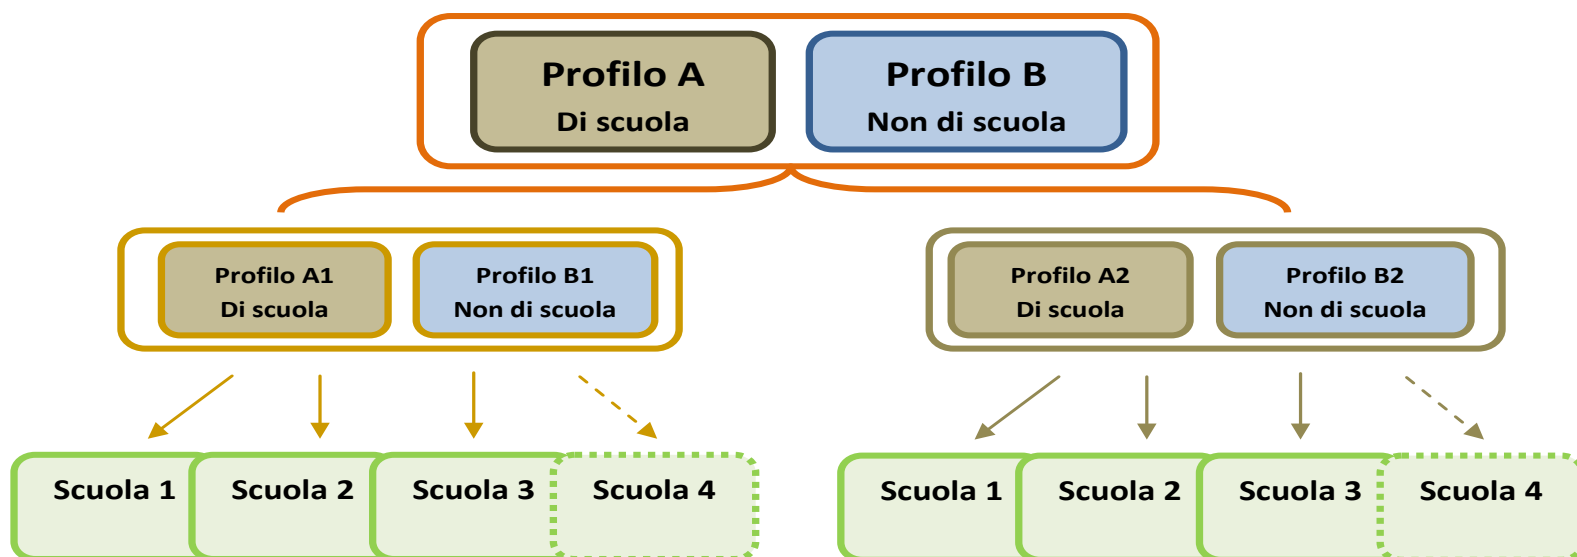 Profilo A
Di scuola
Profilo B
Non di scuola
Profilo A1
Di scuola
Profilo B1
Non di scuola
Profilo A2
Di scuola
Profilo B2
Non di scuola
Scuola 1
Scuola 2
Scuola 3
Scuola 4
Scuola 1
Scuola 2
Scuola 3
Scuola 4